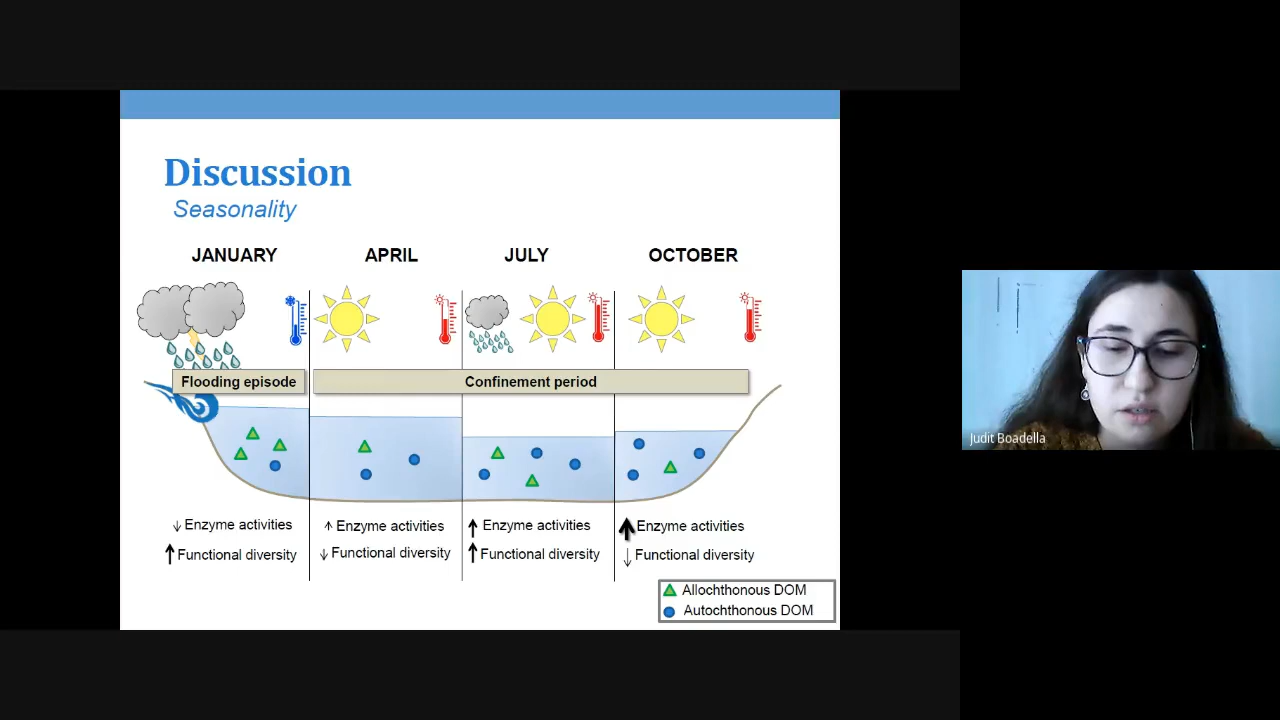 Discussion
Seasonality
JANUARY APRIL JULY OCTOBER
Flooding episode Confinement period
↓ Enzyme activities ↑ Enzyme activities ↑ Enzyme activities ↑ Enzyme activities
↑ Functional diversity ↓ Functional diversity ↑ Functional diversity ↓ Functional diversity
Allochthonous DOM
Autochthonous DOM
Judit Boadella